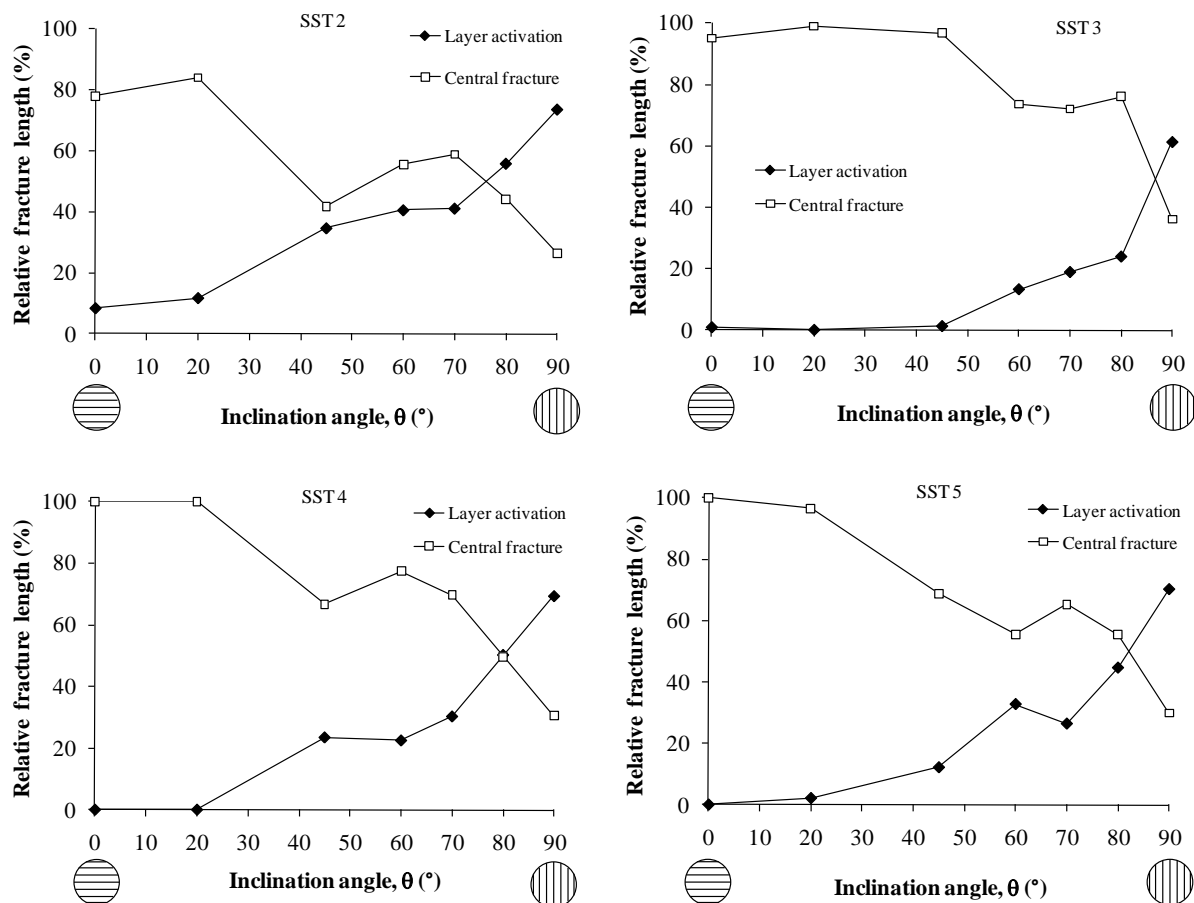 SST 2
Relative fracture length (%)
100
80
60
40
20
0
Layer activation
Central fracture
0 10 20 30 40 50 60 70 80 90
Inclination angle, θ (°)
SST 3
Relative fracture length (%)
100
80
60
40
20
0
Layer activation
Central fracture
0 10 20 30 40 50 60 70 80 90
Inclination angle, θ (°)
SST 4
Relative fracture length (%)
100
80
60
40
20
0
Layer activation
Central fracture
0 10 20 30 40 50 60 70 80 90
Inclination angle, θ (°)
SST 5
Relative fracture length (%)
100
80
60
40
20
0
Layer activation
Central fracture
0 10 20 30 40 50 60 70 80 90
Inclination angle, θ (°)